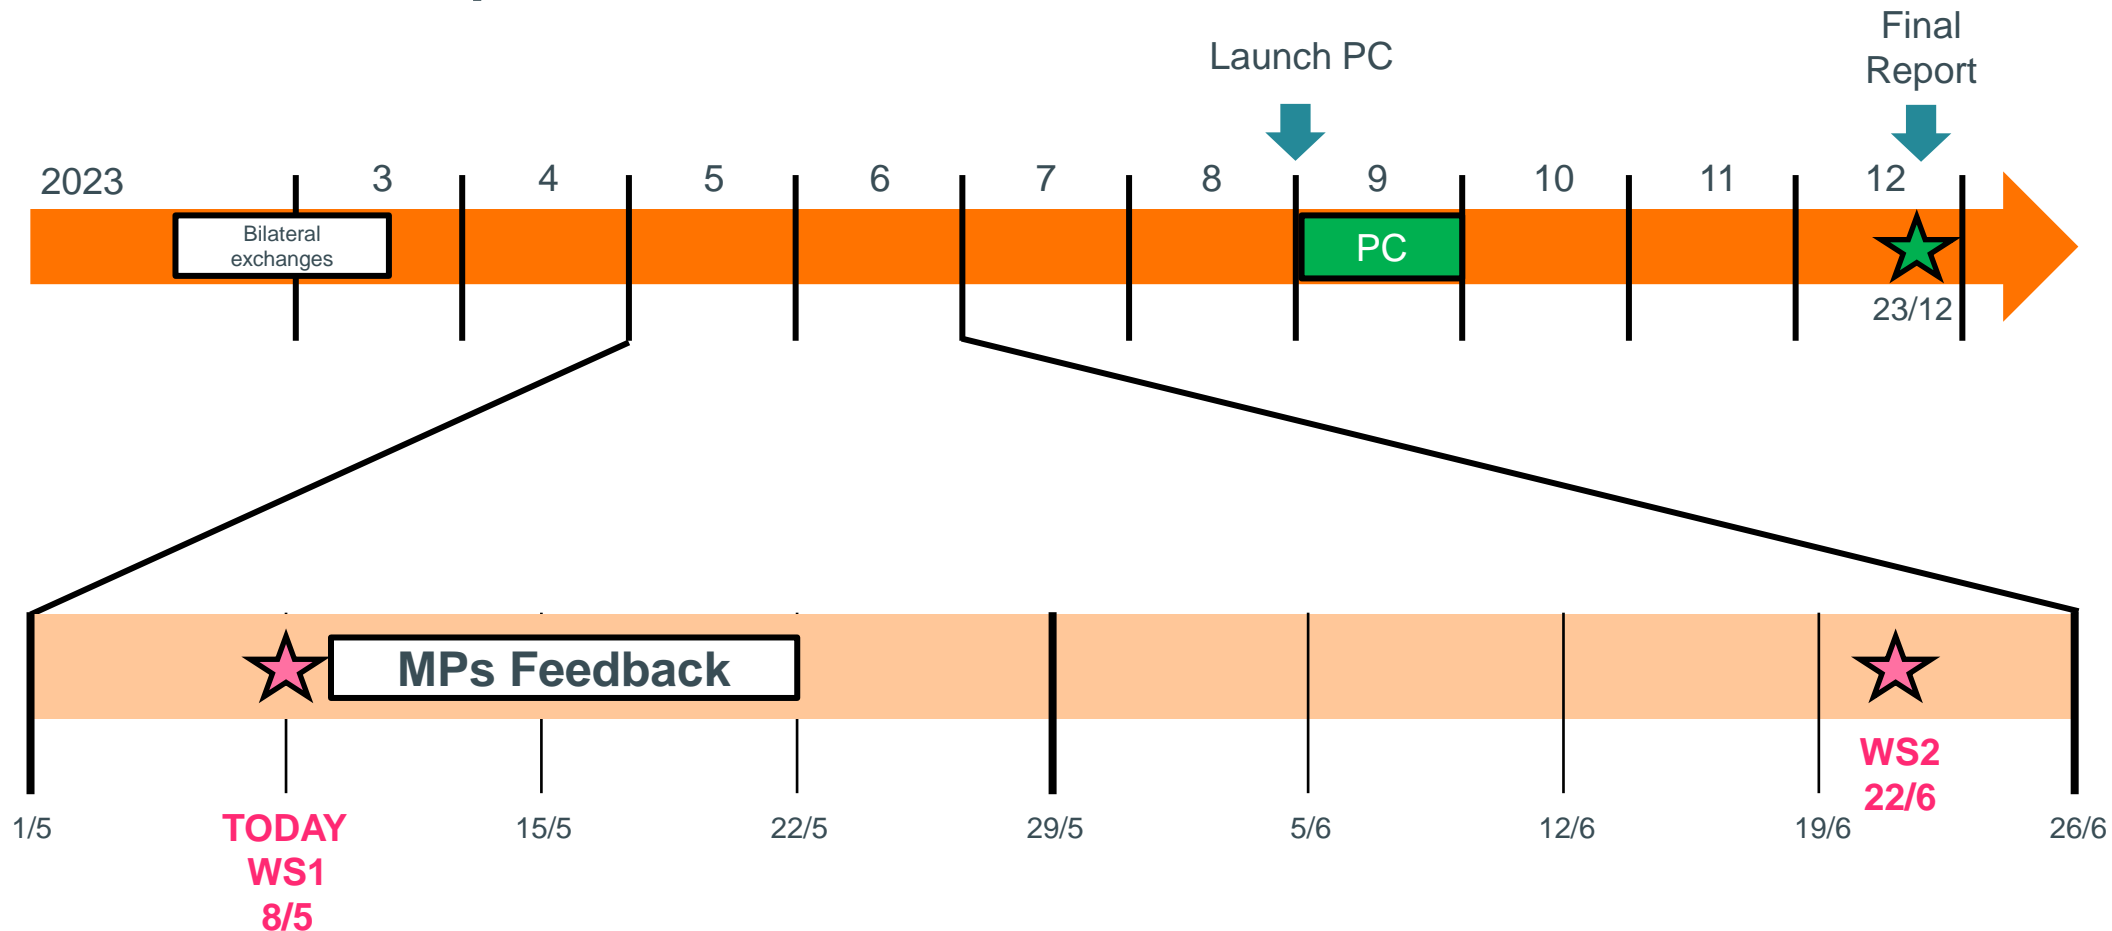 Launch PC
Final
Report
2023
3
4
5
6
7
8
9
10
11
12
Bilateral
exchanges
PC
23/12
MPs Feedback
WS2
22/6
1/5
TODAY
WS1
8/5
15/5
22/5
29/5
5/6
12/6
19/6
26/6